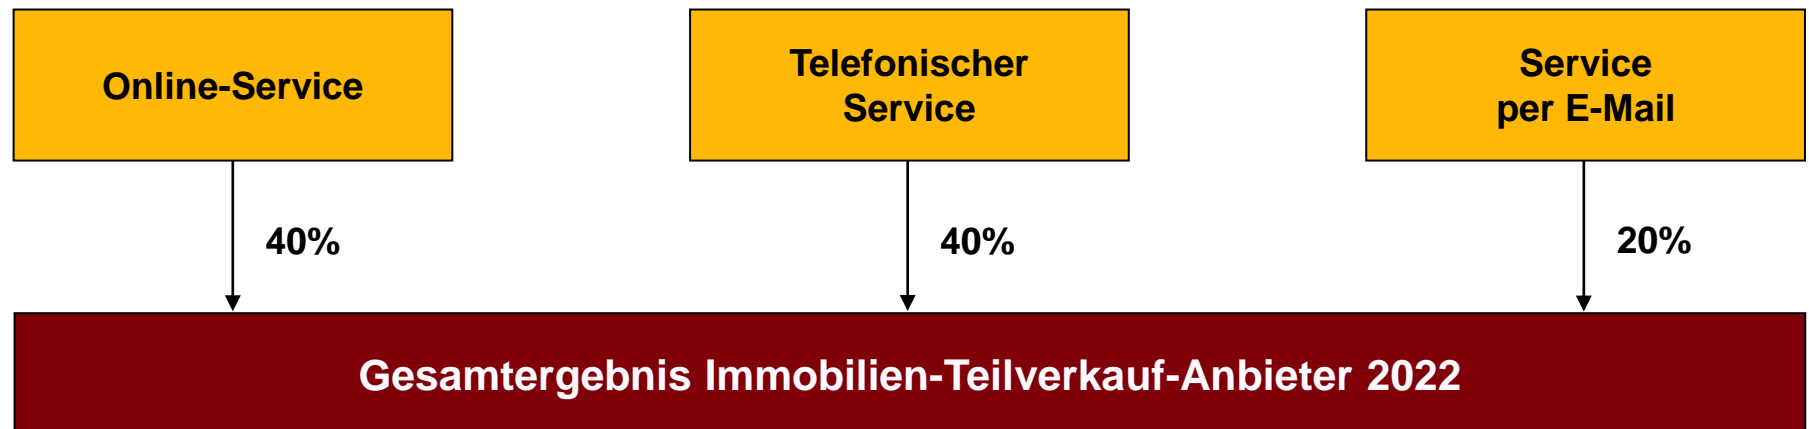 Online-Service
Telefonischer
Service
Service
per E-Mail
40%
40%
20%
Gesamtergebnis Immobilien-Teilverkauf-Anbieter 2022